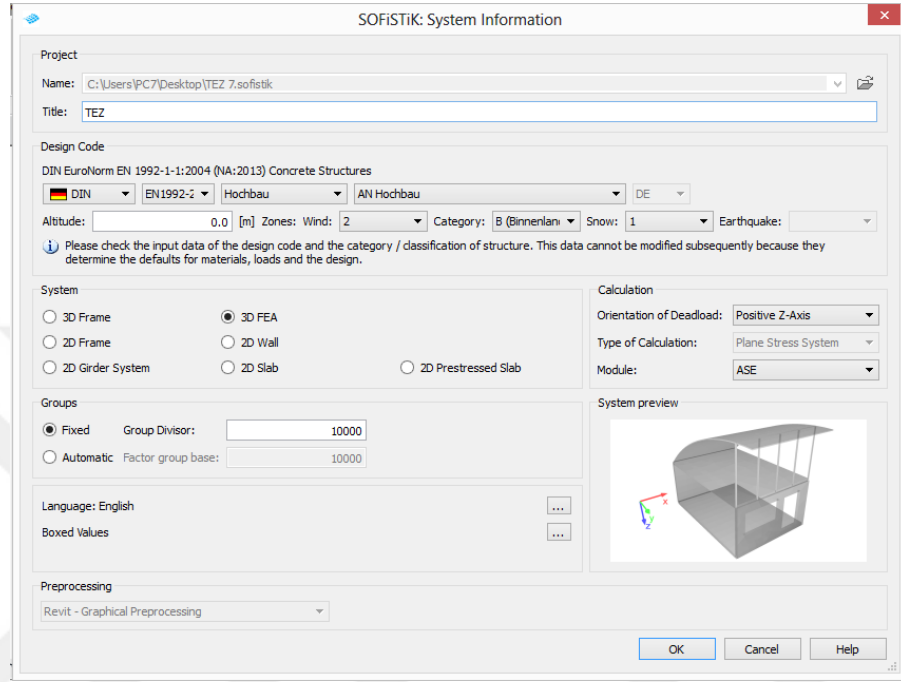 SOFiSTiK: System Information
Project
Name: C:\Users\PC7\Desktop\TEZ 7.sofistik
Title: TEZ
Design Code
DIN EuroNorm EN 1992-1-1:2004 (NA:2013) Concrete Structures
DIN EN1992-2 Hochbau AN Hochbau DE
Altitude: 0.0 [m] Zones: Wind: 2 Category: B (Binnenlan Snow: 1 Earthquake:
Please check the input data of the design code and the category / classification of structure. This data cannot be modified subsequently because they
determine the defaults for materials, loads and the design.
System
3D Frame 3D FEA
2D Frame 2D Wall
2D Girder System 2D Slab 2D Prestressed Slab
Calculation
Orientation of Deadload: Positive Z-Axis
Type of Calculation: Plane Stress System
Module: ASE
Groups
Fixed Group Divisor: 10000
Automatic Factor group base: 10000
System preview
x
y
z
Language: English ...
Boxed Values ...
Preprocessing
Revit - Graphical Preprocessing
OK Cancel Help